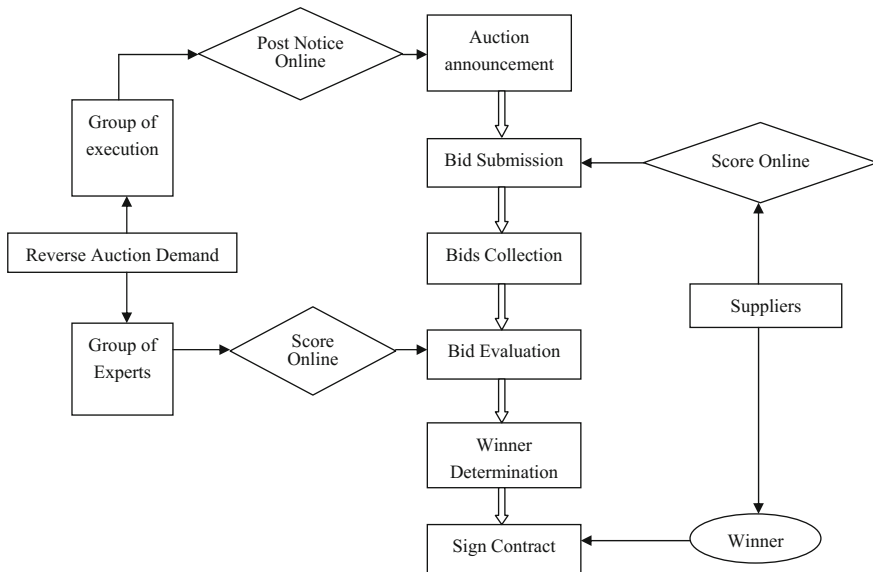 Post Notice
Online
Auction
announcement
Group of
execution
Bid Submission
Score Online
Reverse Auction Demand
Bids Collection
Suppliers
Group of
Experts
Score
Online
Bid Evaluation
Winner
Determination
Sign Contract
Winner